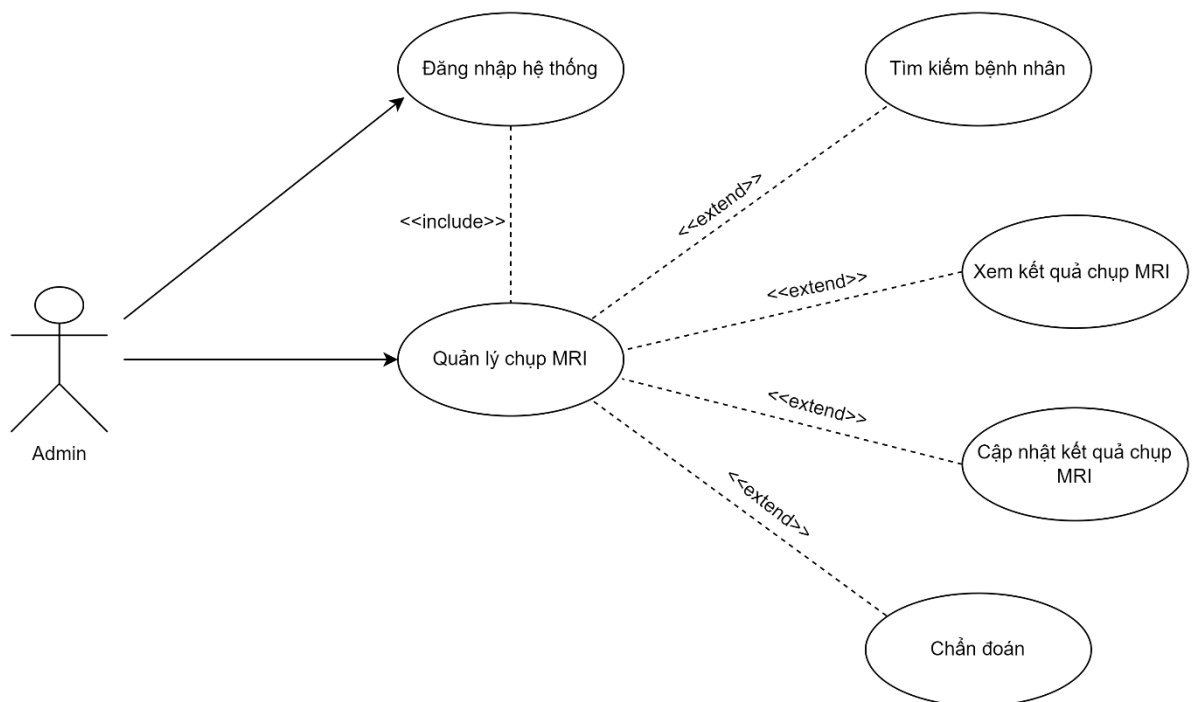 Đăng nhập hệ thống
Tìm kiếm bệnh nhân
<<extend>>
<<include>>
Xem kết quả chụp MRI
<<extend>>
Quản lý chụp MRI
<<extend>>
Cập nhật kết quả chụp
MRI
Admin
<<extend>>
Chẩn đoán